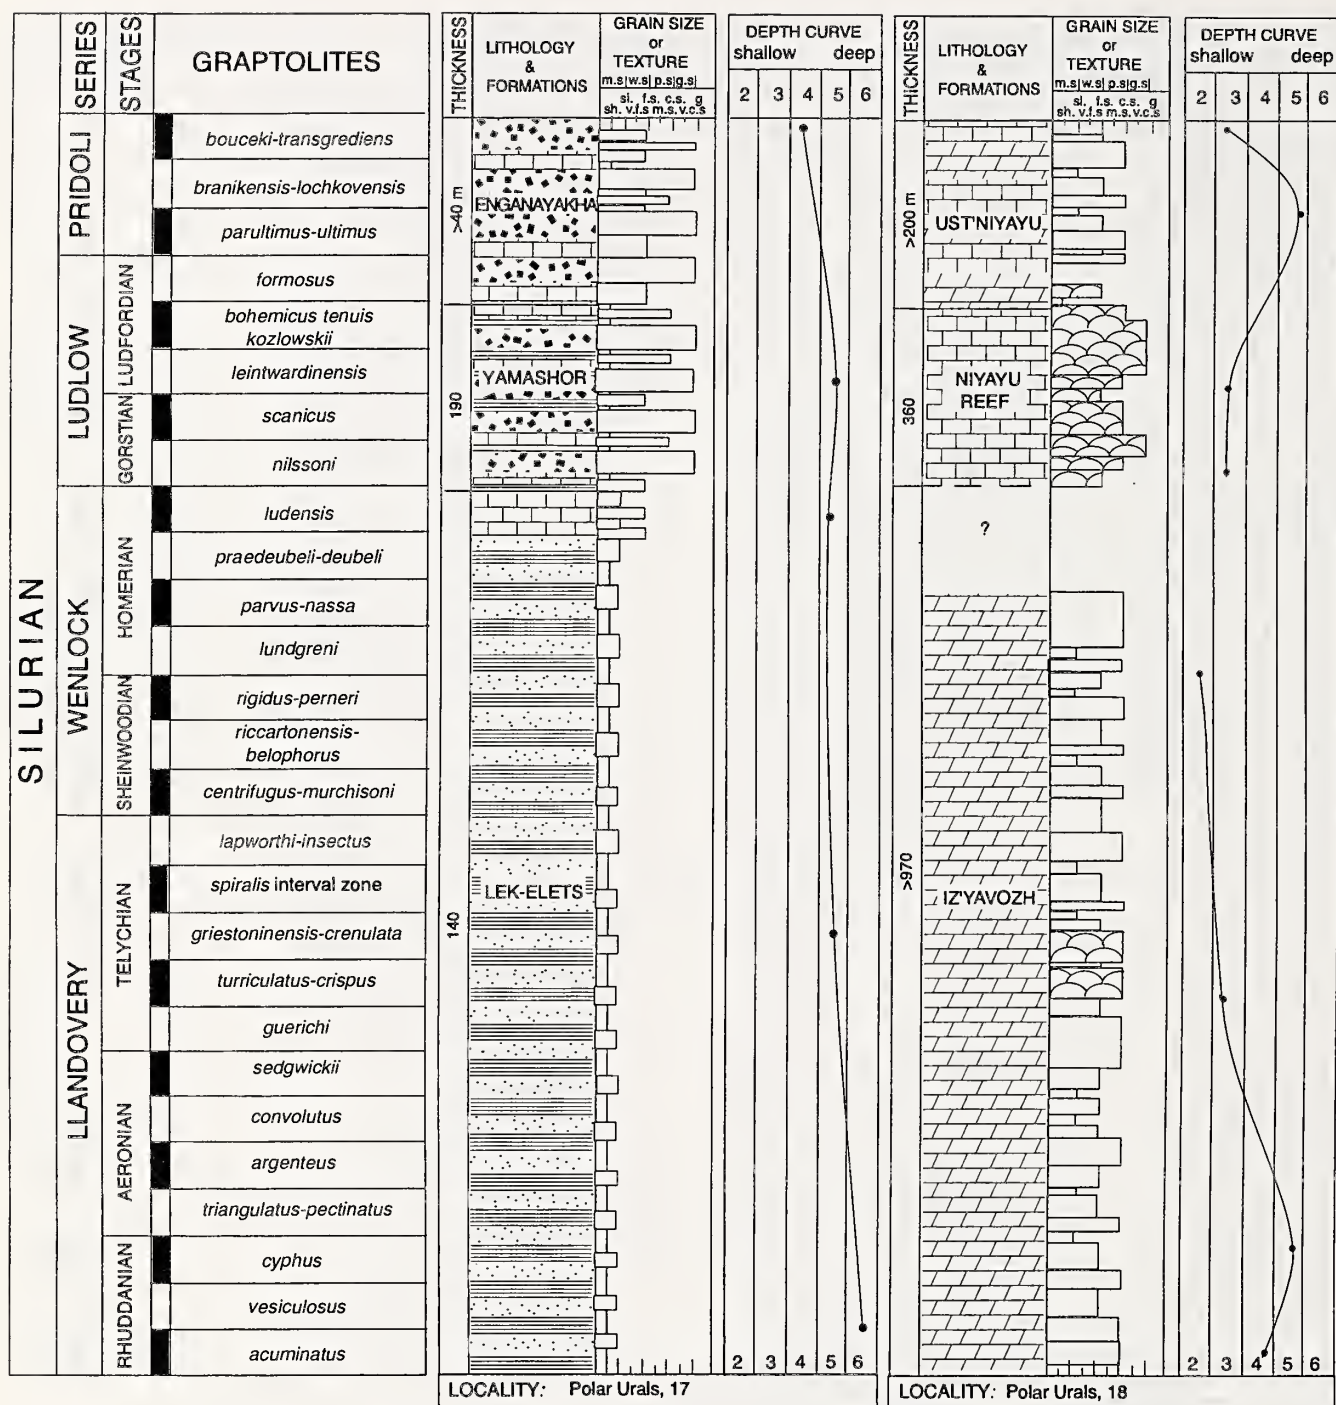 SERIES
STAGES
GRAPTOLITES
SILURIAN
PRIDOLI
LUDLOW
WENLOCK
LLANDOVERY
LUDFORDIAN
GORSTIAN
HOMERIAN
SHEINWOODIAN
TELYCHIAN
AERONIAN
RHUDDANIAN
bouceki-transgrediens
branikensis-lochkovensis
parultimus-ultimus
formosus
bohemicus tenuis
kozlowskii
leintwardinensis
scanicus
nilssoni
ludensis
praedeubeli-deubeli
parvus-nassa
lundgreni
rigidus-perneri
riccartonensis-
belophorus
centrifugus-murchisoni
lapworthi-insectus
spiralis interval zone
griestoninensis-crenulata
turriculatus-crispus
guerichi
sedgwickii
convolutus
argenteus
triangulatus-pectinatus
cyphus
vesiculosus
acuminatus
THICKNESS
LITHOLOGY
&
FORMATIONS
GRAIN SIZE
or
TEXTURE
m.s|w.s| p.s|g.s|
sl. f.s. c.s. g
sh. v.f.s m.s. v.c.s
DEPTH CURVE
shallow deep
2 3 4 5 6
>40 m
190
140
ENGANAYAKHA
YAMASHOR
LEK-ELETS
2 3 4 5 6
LOCALITY: Polar Urals, 17
THICKNESS
LITHOLOGY
&
FORMATIONS
GRAIN SIZE
or
TEXTURE
m.s|w.s| p.s|g.s|
sl. f.s. c.s. g
sh. v.f.s m.s. v.c.s
DEPTH CURVE
shallow deep
2 3 4 5 6
>200 m
360
>970
UST'NIYAYU
NIYAYU
REEF
?
IZ'YAVOZH
2 3 4 5 6
LOCALITY: Polar Urals, 18